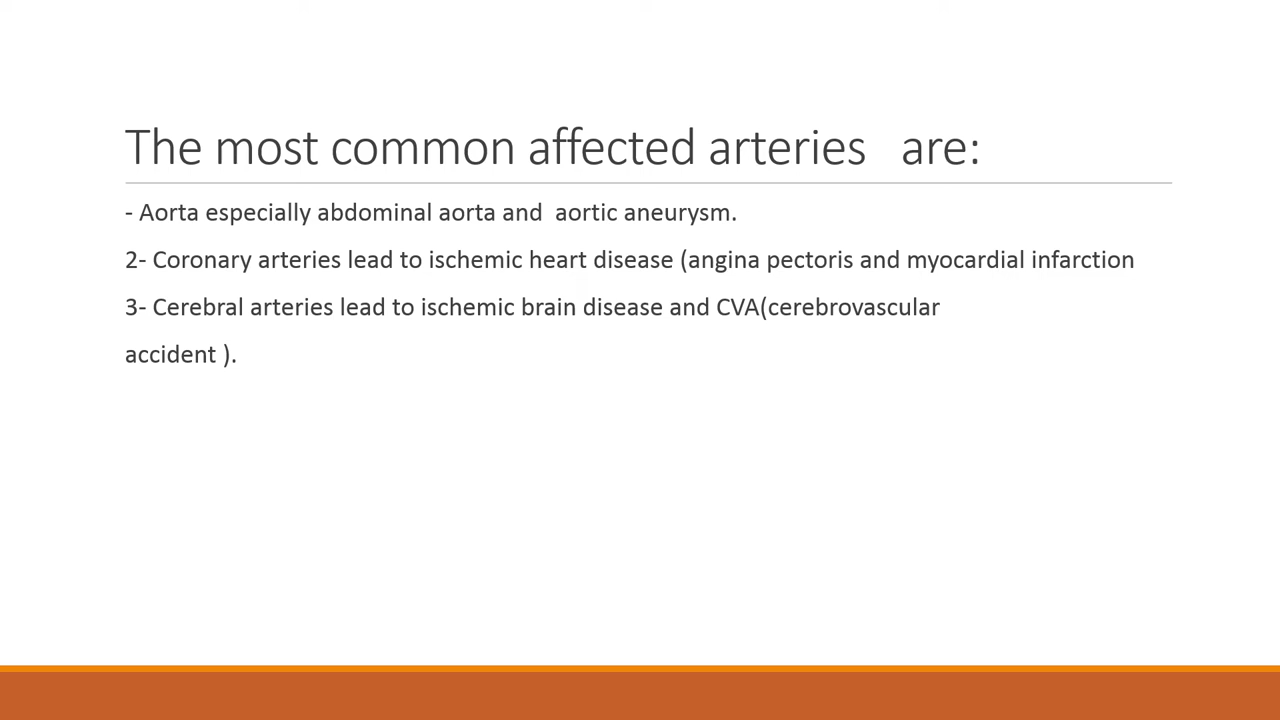 The most common affected arteries   are:
- Aorta especially abdominal aorta and  aortic aneurysm.
2- Coronary arteries lead to ischemic heart disease (angina pectoris and myocardial infarction
3- Cerebral arteries lead to ischemic brain disease and CVA(cerebrovascular
accident ).